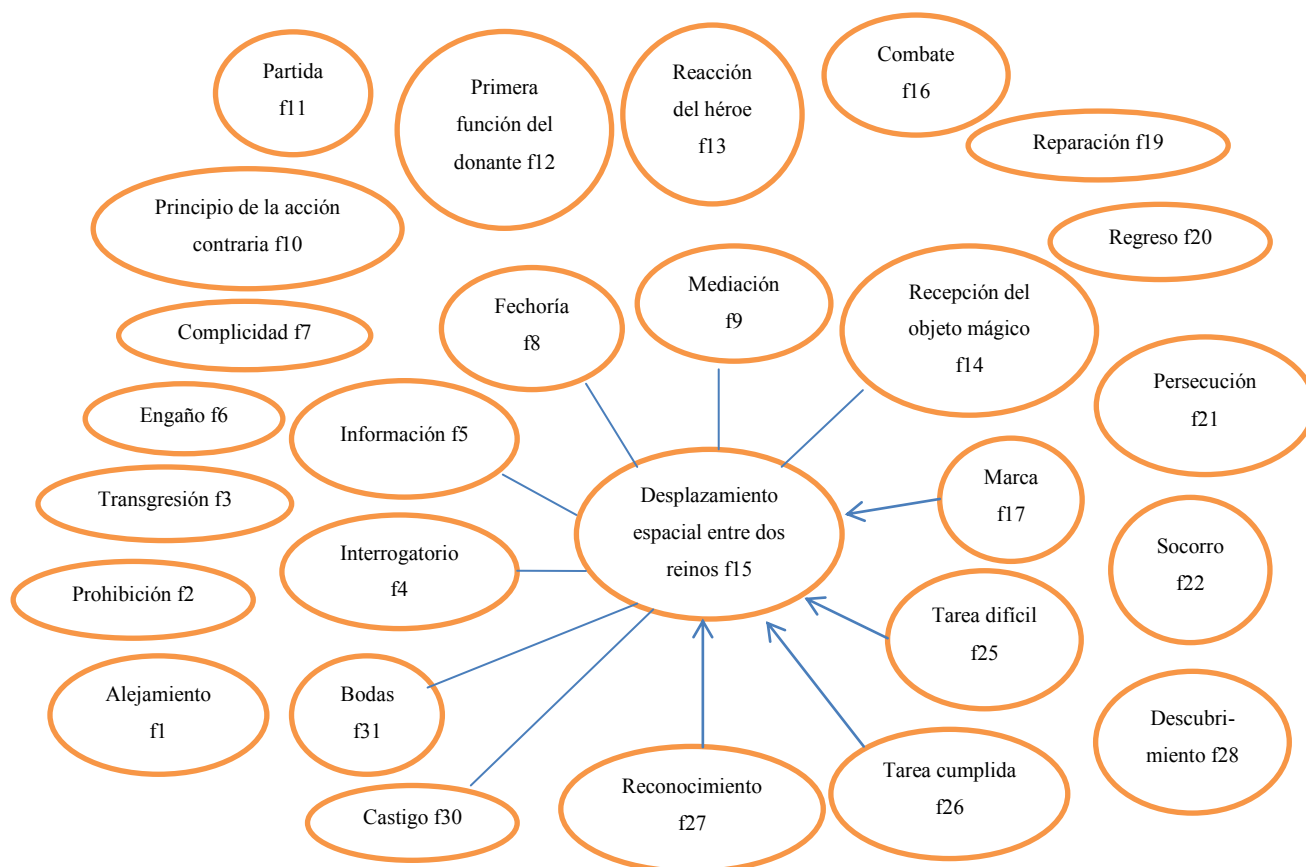 Partida
f11
Primera
función del
donante f12
Reacción
del héroe
f13
Combate
f16
Reparación f19
Principio de la acción
contraria f10
Regreso f20
Complicidad f7
Fechoría
f8
Mediación
f9
Recepción del
objeto mágico
f14
Persecución
f21
Engaño f6
Información f5
Transgresión f3
Desplazamiento
espacial entre dos
reinos f15
Marca
f17
Socorro
f22
Prohibición f2
Interrogatorio
f4
Tarea difícil
f25
Alejamiento
f1
Bodas
f31
Descubri-
miento f28
Castigo f30
Reconocimiento
f27
Tarea cumplida
f26